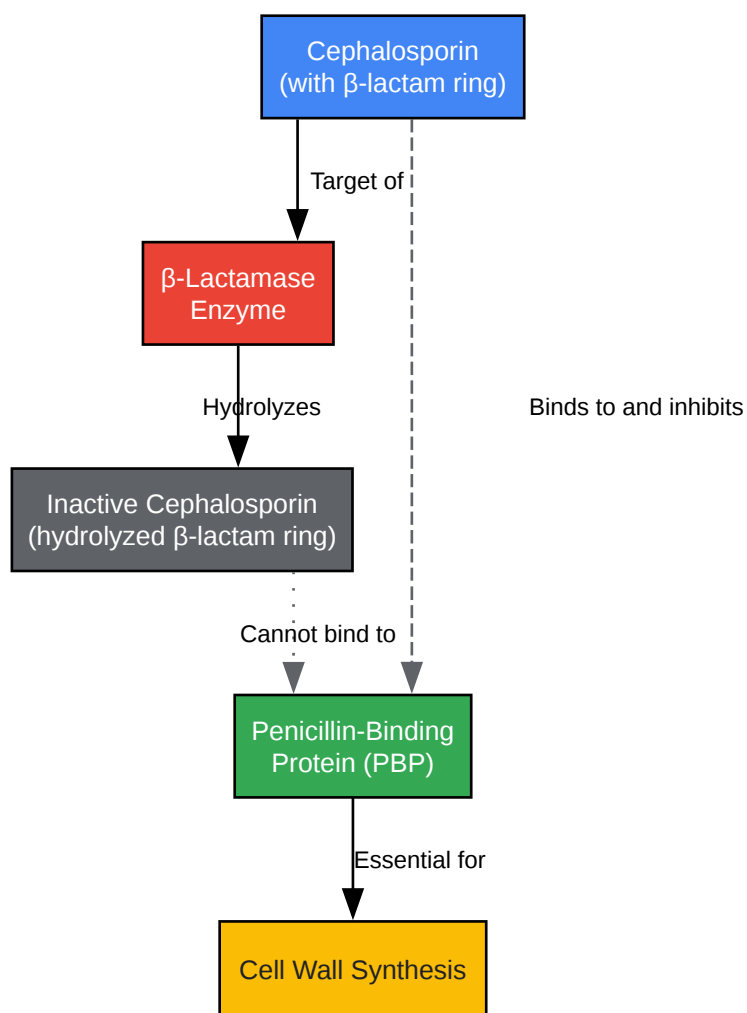 Cephalosporin
(with β-lactam ring)
Target of
β-Lactamase
Enzyme
Hydrolyzes
Binds to and inhibits
Inactive Cephalosporin
(hydrolyzed β-lactam ring)
Cannot bind to
Penicillin-Binding
Protein (PBP)
Essential for
Cell Wall Synthesis